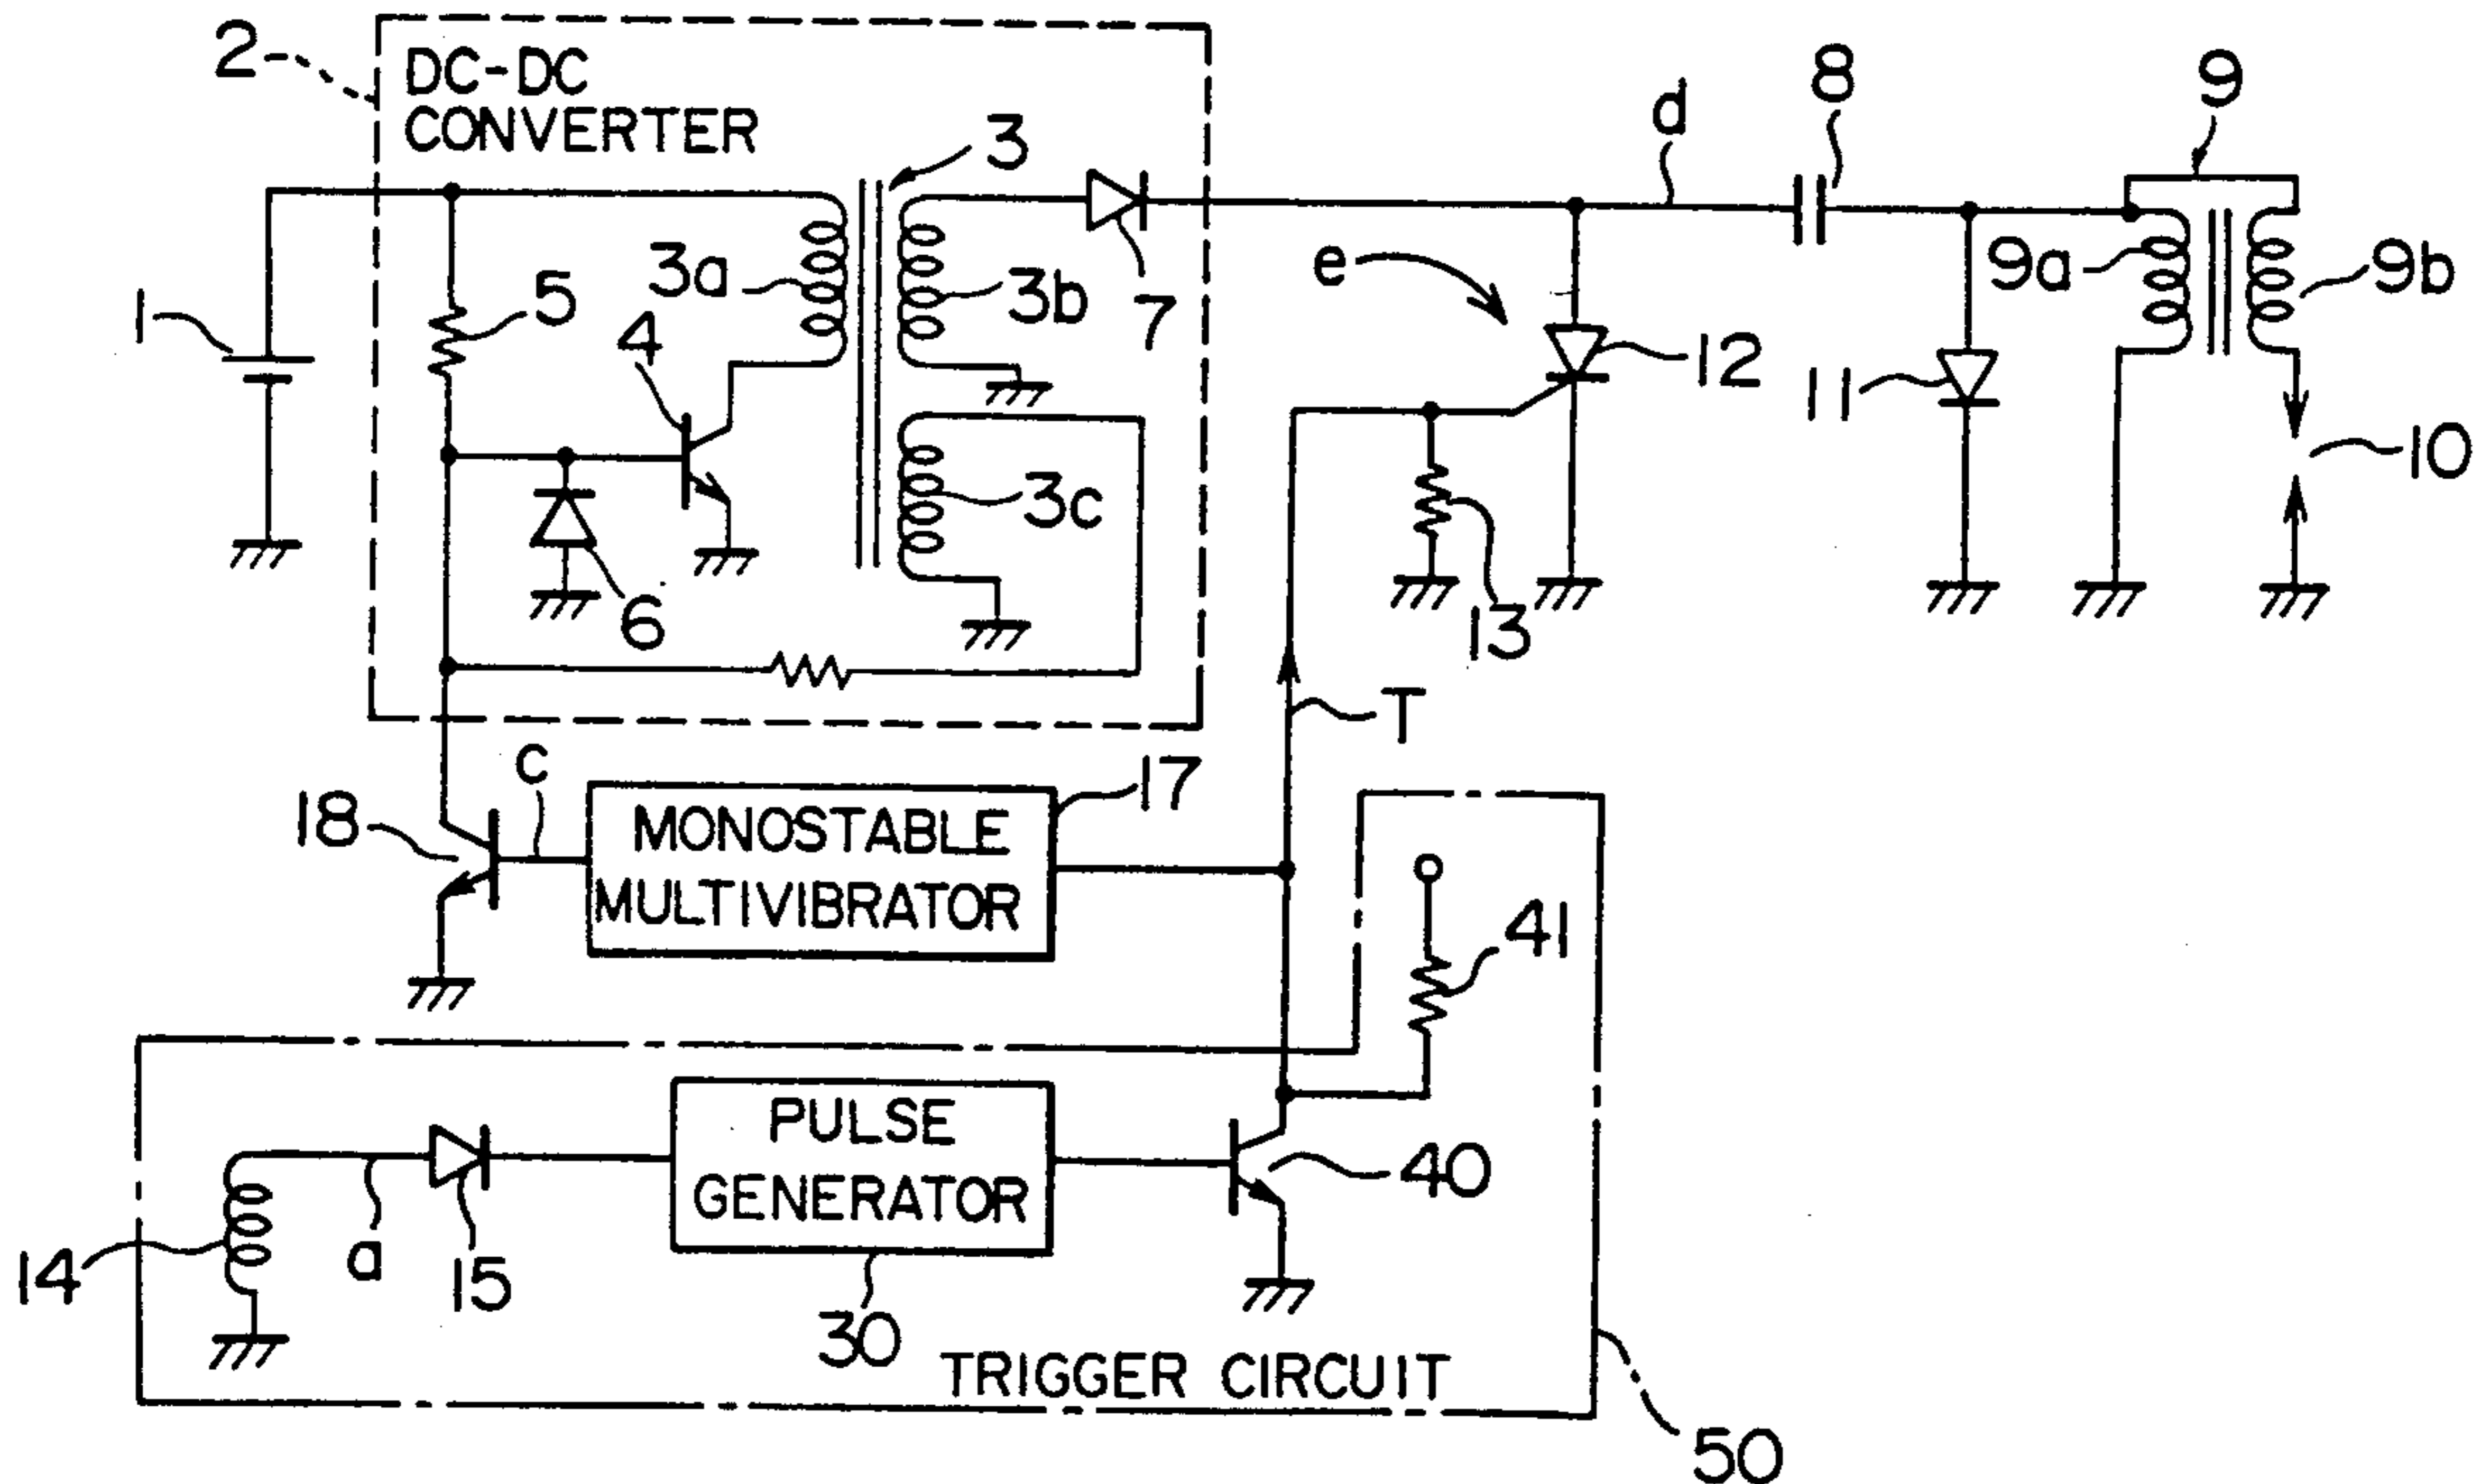 2
DC-DC
CONVERTER
3
d
8
9
1
5
4
3a
3b
7
e
12
9a
9b
11
10
3c
6
13
T
c
17
18
MONOSTABLE
MULTIVIBRATOR
41
PULSE
GENERATOR
40
14
a
15
30
TRIGGER CIRCUIT
50